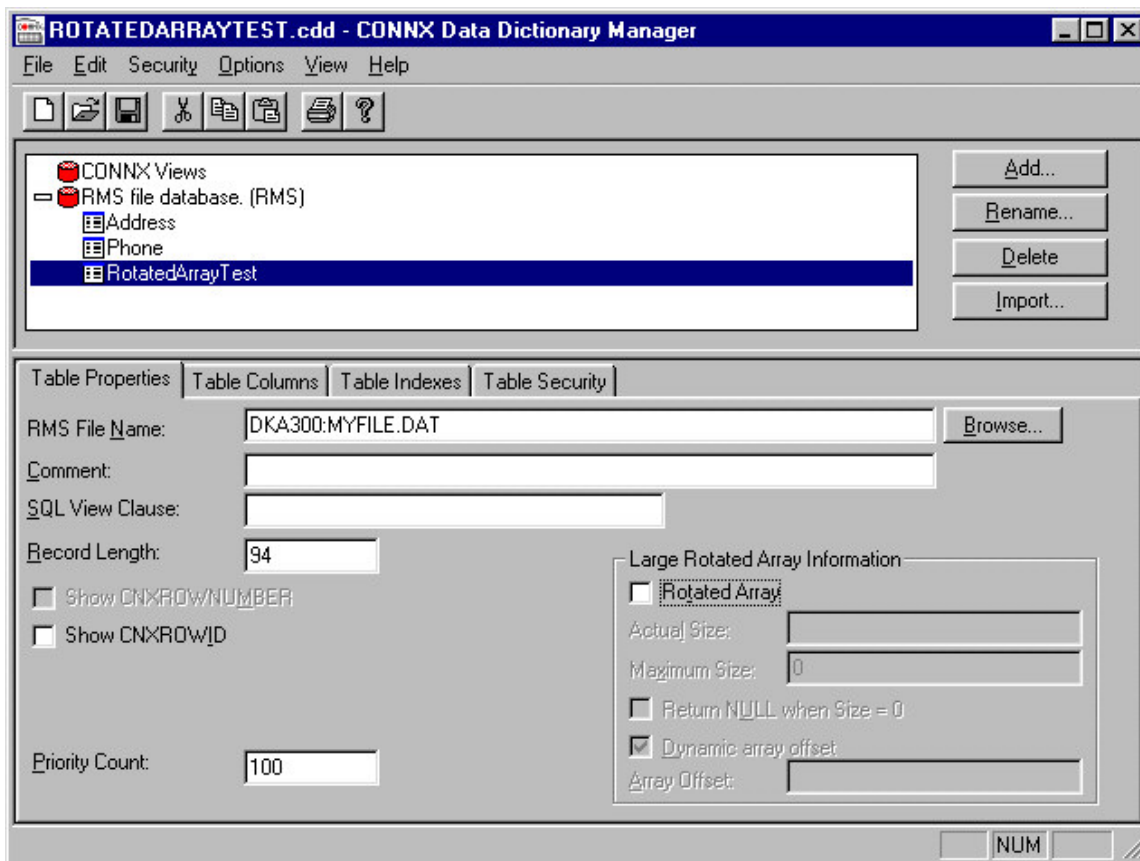 ROTATEDARRAYTEST.cdd - CONNX Data Dictionary Manager
File Edit Security Options View Help
CONNX Views
RMS file database. (RMS)
Address
Phone
RotatedArrayTest
Add...
Rename...
Delete
Import...
Table Properties Table Columns Table Indexes Table Security
RMS File Name: DKA300:MYFILE.DAT Browse...
Comment:
SQL View Clause:
Record Length: 94
Show CNXROWNUMBER
Show CNXROWID
Priority Count: 100
Large Rotated Array Information
Rotated Array
Actual Size:
Maximum Size: 0
Return NULL when Size = 0
Dynamic array offset
Array Offset:
NUM